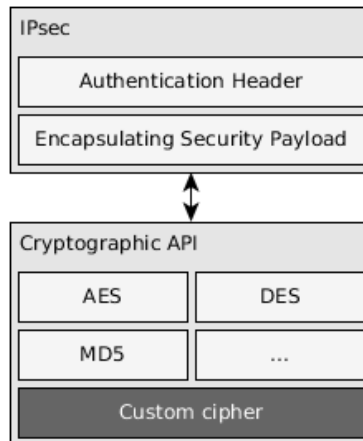 IPsec
Authentication Header
Encapsulating Security Payload
Cryptographic API
AES DES
MD5 ...
Custom cipher